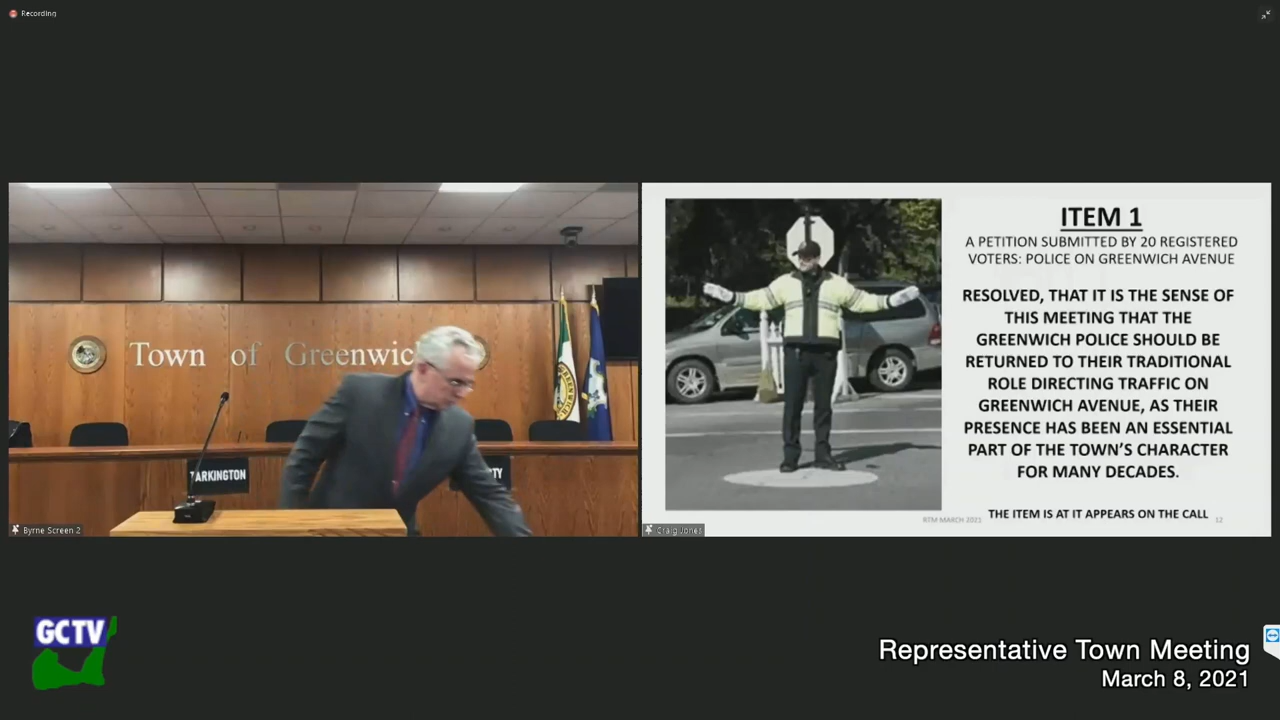 Recording
Town of Greenwic
TARKINGTON
TY
Byrne Screen 2
ITEM 1
A PETITION SUBMITTED BY 20 REGISTERED
VOTERS: POLICE ON GREENWICH AVENUE
RESOLVED, THAT IT IS THE SENSE OF
THIS MEETING THAT THE
GREENWICH POLICE SHOULD BE
RETURNED TO THEIR TRADITIONAL
ROLE DIRECTING TRAFFIC ON
GREENWICH AVENUE, AS THEIR
PRESENCE HAS BEEN AN ESSENTIAL
PART OF THE TOWN'S CHARACTER
FOR MANY DECADES.
THE ITEM IS AT IT APPEARS ON THE CALL
RTM MARCH 2021
12
Craig Jones
GCTV
Representative Town Meeting
March 8, 2021